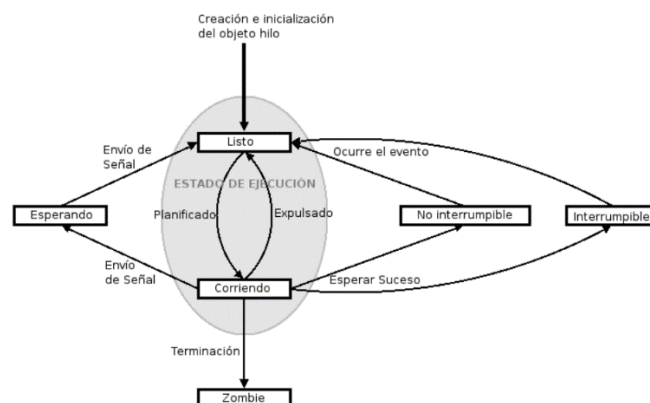 Creación e inicialización
del objeto hilo
Listo
Envío de
Señal
Ocurre el evento
ESTADO DE EJECUCIÓN
Esperando
Planificado
Expulsado
No interrumpible
Interrumpible
Envío
de Señal
Corriendo
Esperar Suceso
Terminación
Zombie